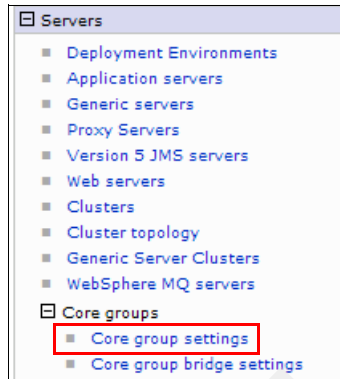 Servers
Deployment Environments
Application servers
Generic servers
Proxy Servers
Version 5 JMS servers
Web servers
Clusters
Cluster topology
Generic Server Clusters
WebSphere MQ servers
Core groups
Core group settings
Core group bridge settings